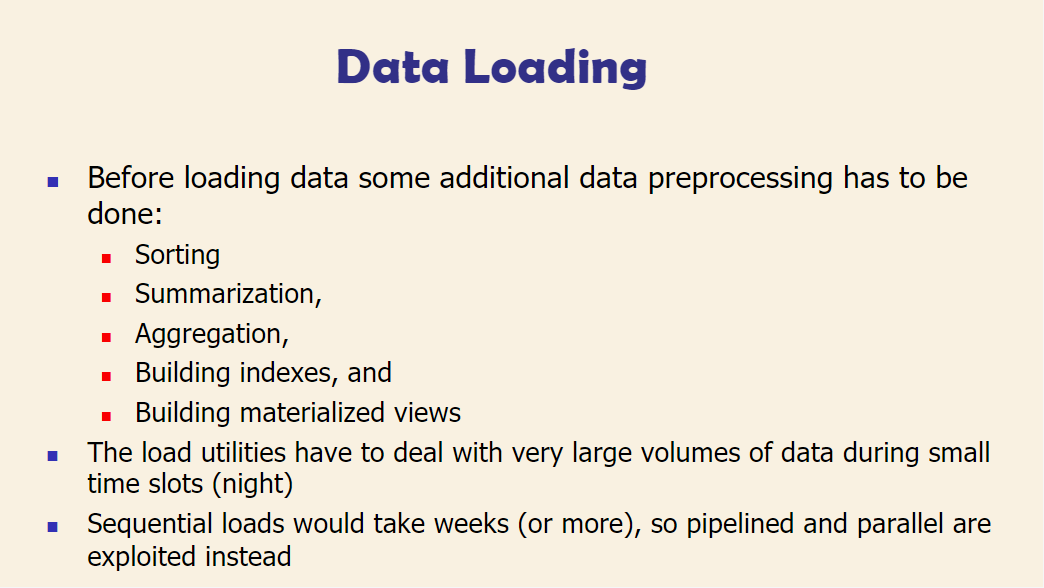 Data Loading
Before loading data some additional data preprocessing has to be
done:
Sorting
Summarization,
Aggregation,
Building indexes, and
Building materialized views
The load utilities have to deal with very large volumes of data during small
time slots (night)
Sequential loads would take weeks (or more), so pipelined and parallel are
exploited instead